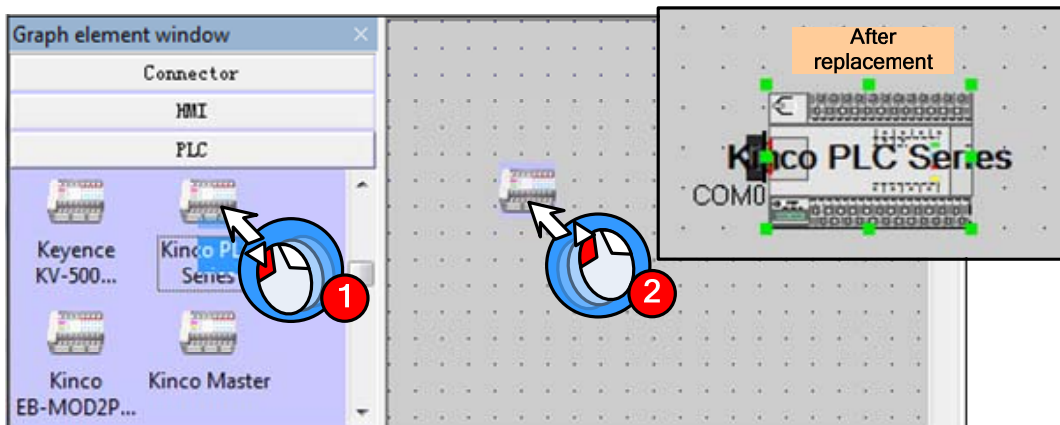 Graph element window
Connector
HMI
PLC
Keyence
KV-500...
Kinco PL
Series
Kinco
EB-MOD2P...
Kinco Master
1
2
After
replacement
Kinco PLC Series
COM0